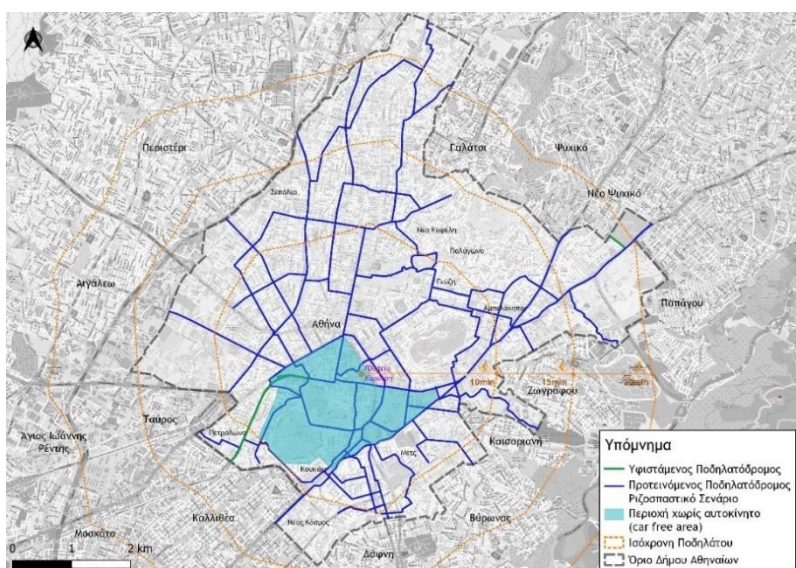 Περιστέρι
Γαλάτσι
Ψυχικό
Σεπόλια
Νέο Ψυχικό
Νέα Κυψέλη
Πολύγωνο
Γκύζη
Αιγάλεω
Αμπελόκηποι
Παπάγου
Αθήνα
Πλατεία
10min
15min
20min
Ζωγράφου
Ταύρος
Άγιος Ιωάννης
Ρέντης
Πετράλωνα
Καισαριανή
Μετς
Κουκάκι
Καλλιθέα
Νέος Κόσμος
Βύρωνας
Μοσχάτο
Δάφνη
0 1 2 km
Υπόμνημα
Υφιστάμενος Ποδηλατόδρομος
Προτεινόμενος Ποδηλατόδρομος
Ριζοσπαστικό Σενάριο
Περιοχή χωρίς αυτοκίνητο
(car free area)
Ισόχρονη Ποδηλάτου
Όριο Δήμου Αθηναίων